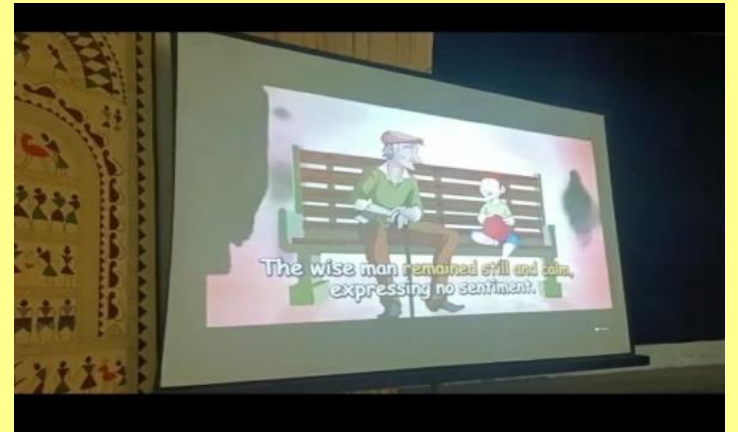 The wise man remained still and calm,
expressing no sentiment.